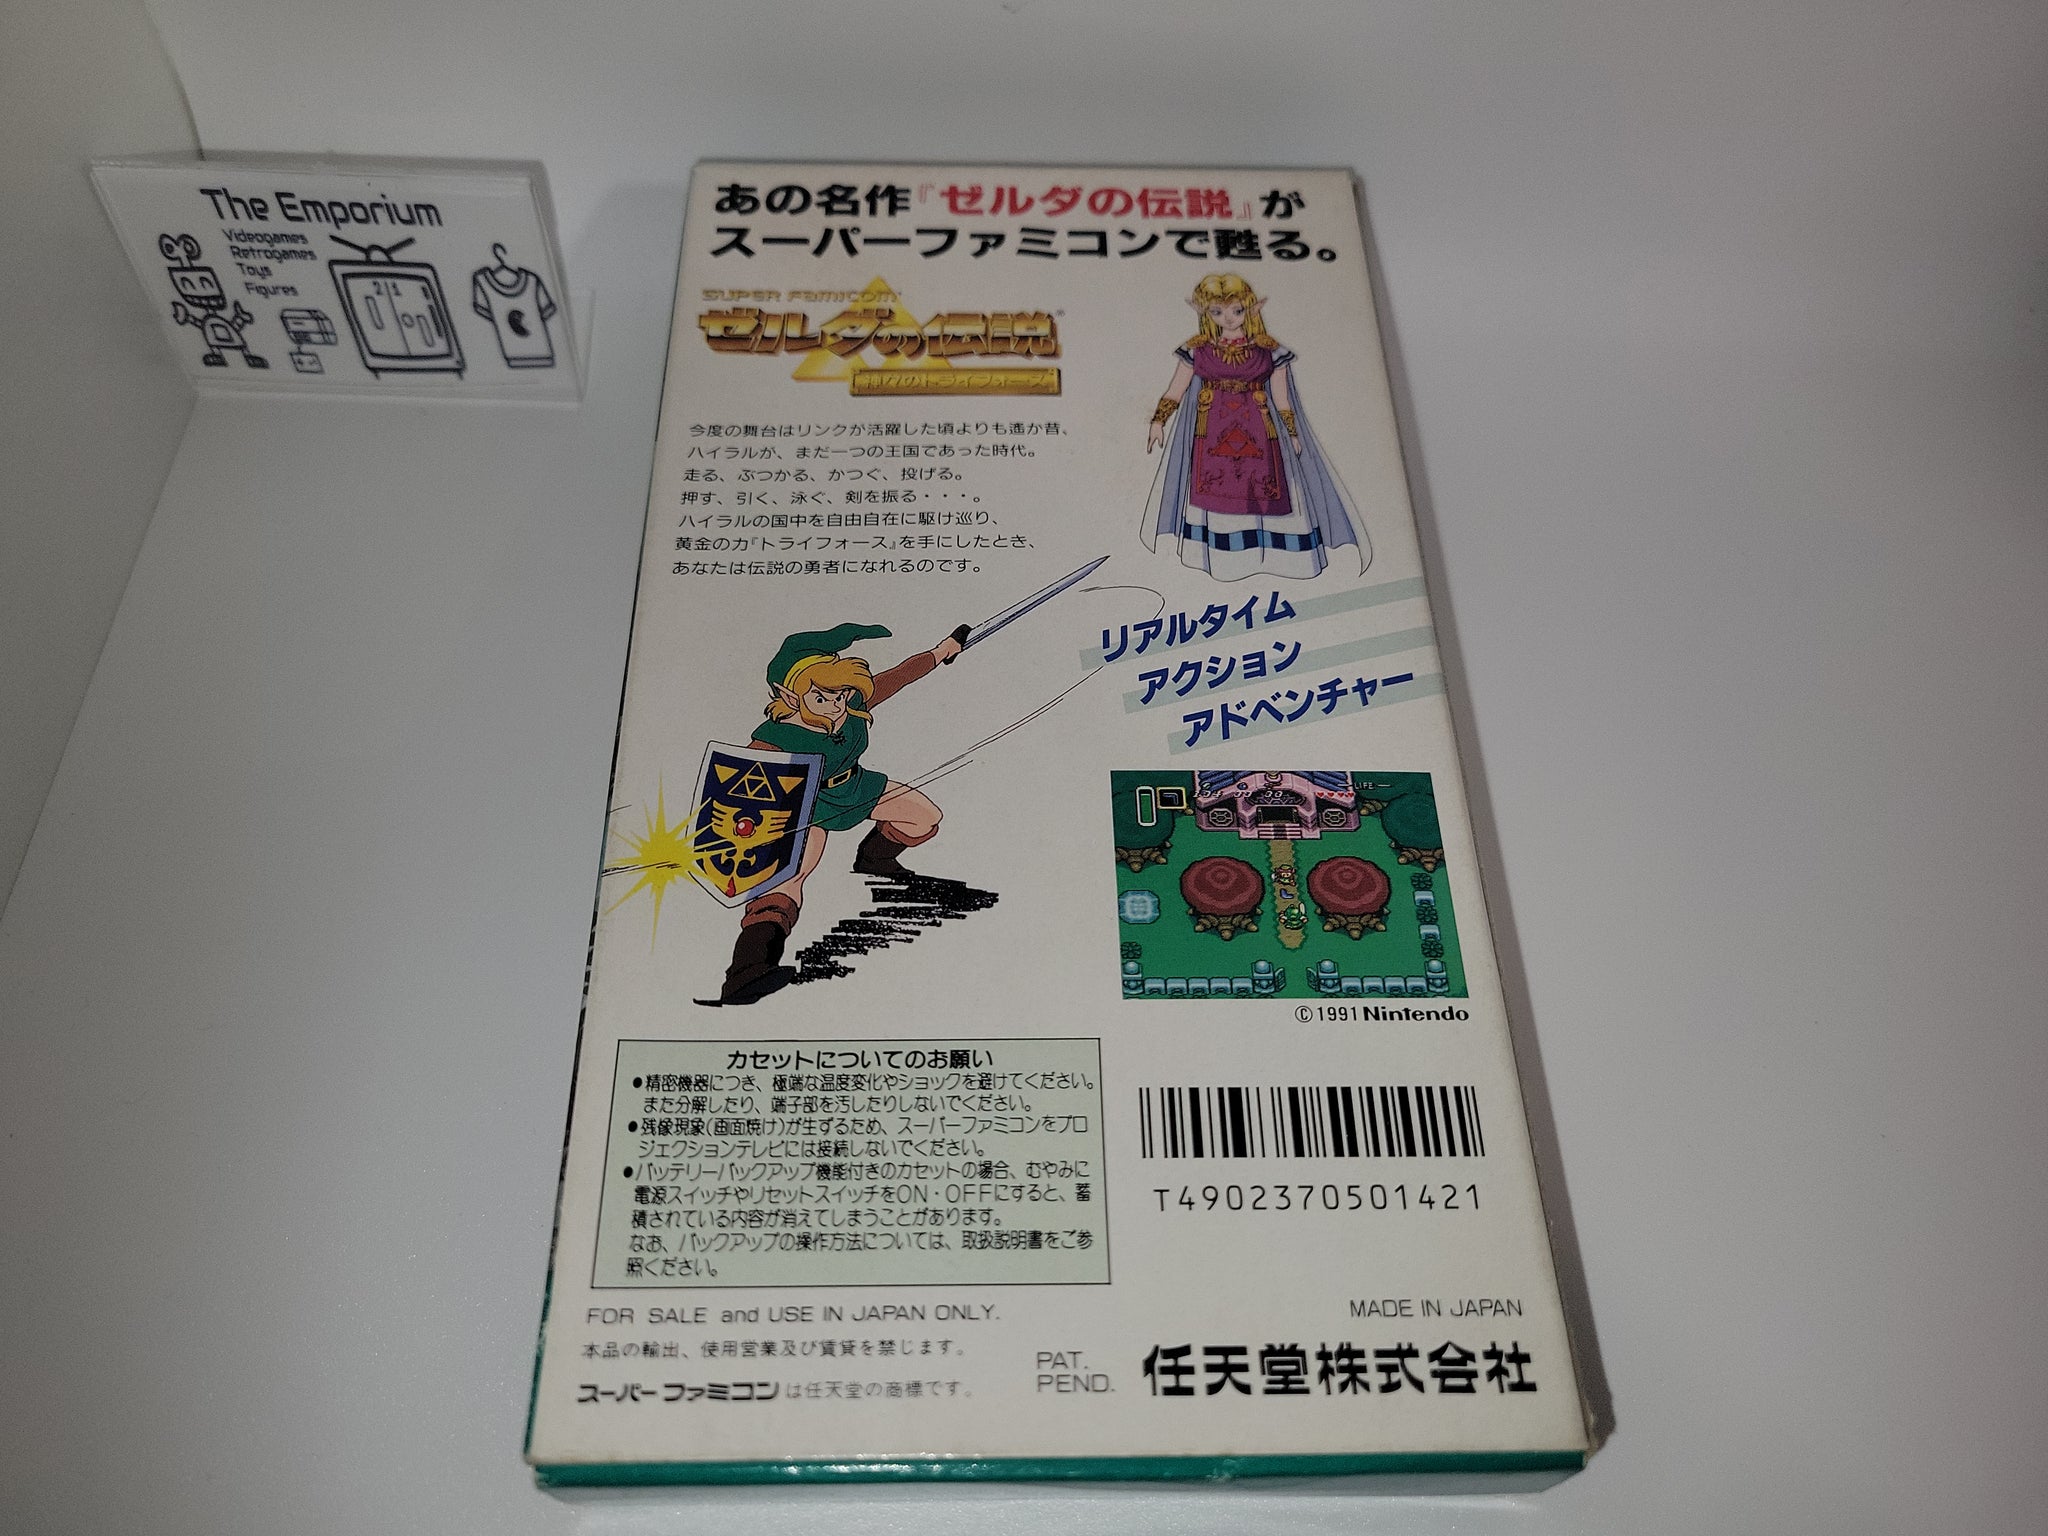 The Emporium
Videogames
Retrogames
Toys
Figures
あの名作『ゼルダの伝説』が
スーパーファミコンで甦る。
SUPER FAMICOM
ゼルダの伝説
神々のトライフォース
今度の舞台はリンクが活躍した頃よりも遙か昔、
ハイラルが、まだ一つの王国であった時代。
走る、ぶつかる、かつぐ、投げる。
押す、引く、泳ぐ、剣を振る・・・。
ハイラルの国中を自由自在に駆け巡り、
黄金の力『トライフォース』を手にしたとき、
あなたは伝説の勇者になれるのです。
リアルタイム
アクション
アドベンチャー
LIFE
©1991 Nintendo
カセットについてのお願い
●精密機器につき、極端な温度変化やショックを避けてください。
また分解したり、端子部を汚したりしないでください。
●残像現象(画面焼け)が生ずるため、スーパーファミコンをプロ
ジェクションテレビには接続しないでください。
●バッテリーバックアップ機能付きのカセットの場合、むやみに
電源スイッチやリセットスイッチをON・OFFにすると、蓄
積されている内容が消えてしまうことがあります。
なお、バックアップの操作方法については、取扱説明書をご参
照ください。
T4902370501421
FOR SALE and USE IN JAPAN ONLY.
本品の輸出、使用営業及び賃貸を禁じます。
スーパーファミコンは任天堂の商標です。
MADE IN JAPAN
PAT.
PEND.
任天堂株式会社